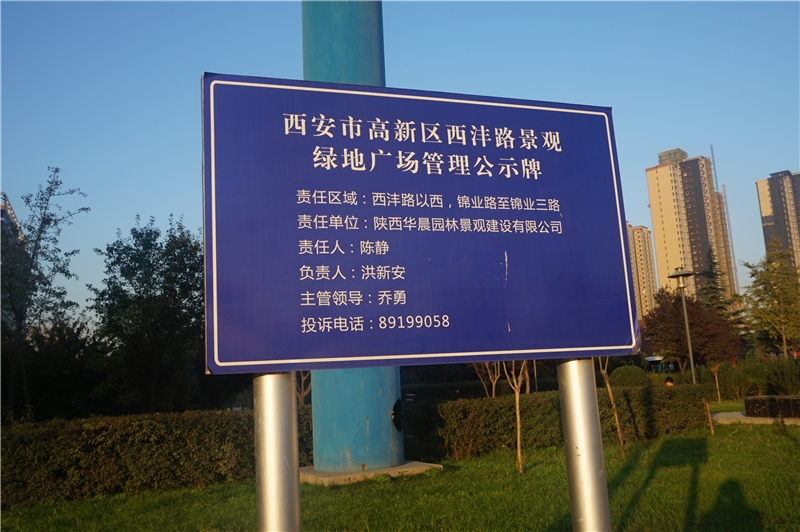 西安市高新区西沣路景观
绿地广场管理公示牌
责任区域：西沣路以西，锦业路至锦业三路
责任单位：陕西华晨园林景观建设有限公司
责任人：陈静
负责人：洪新安
主管领导：乔勇
投诉电话：89199058